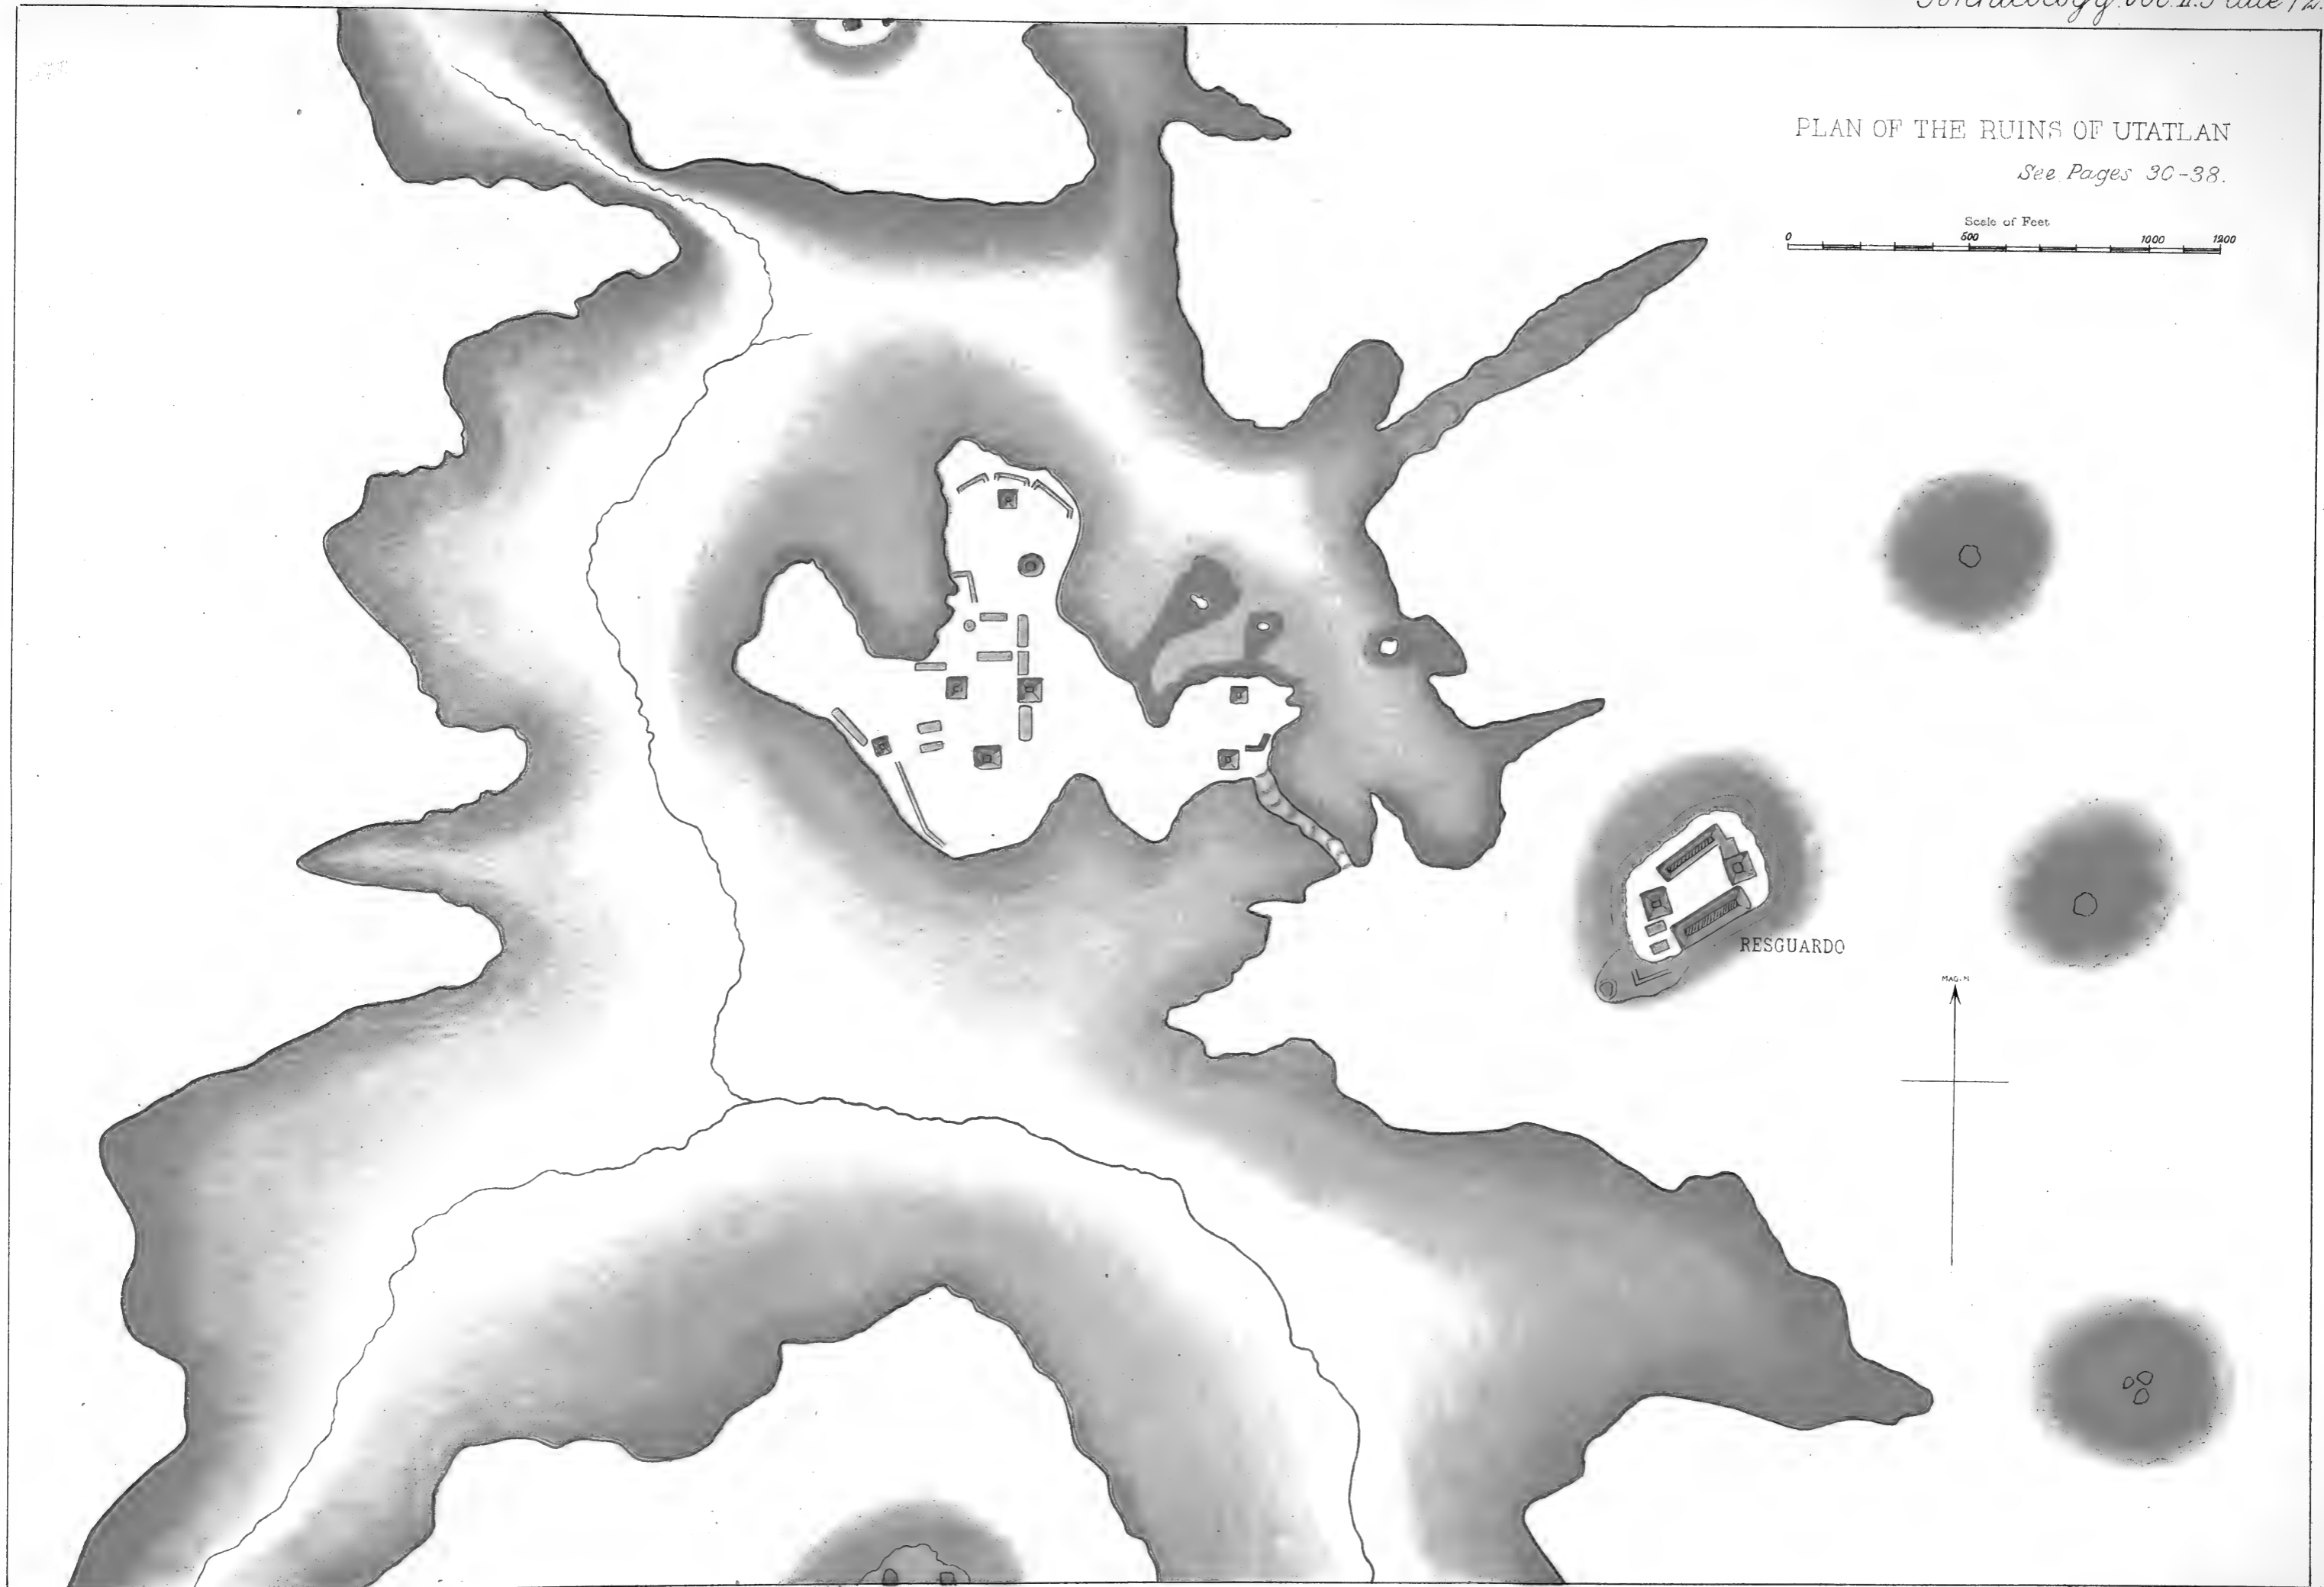 PLAN OF THE RUINS OF UTATLAN
See Pages 30-38.
Scale of Feet
0 500 1000 1200
RESGUARDO
MAG. N